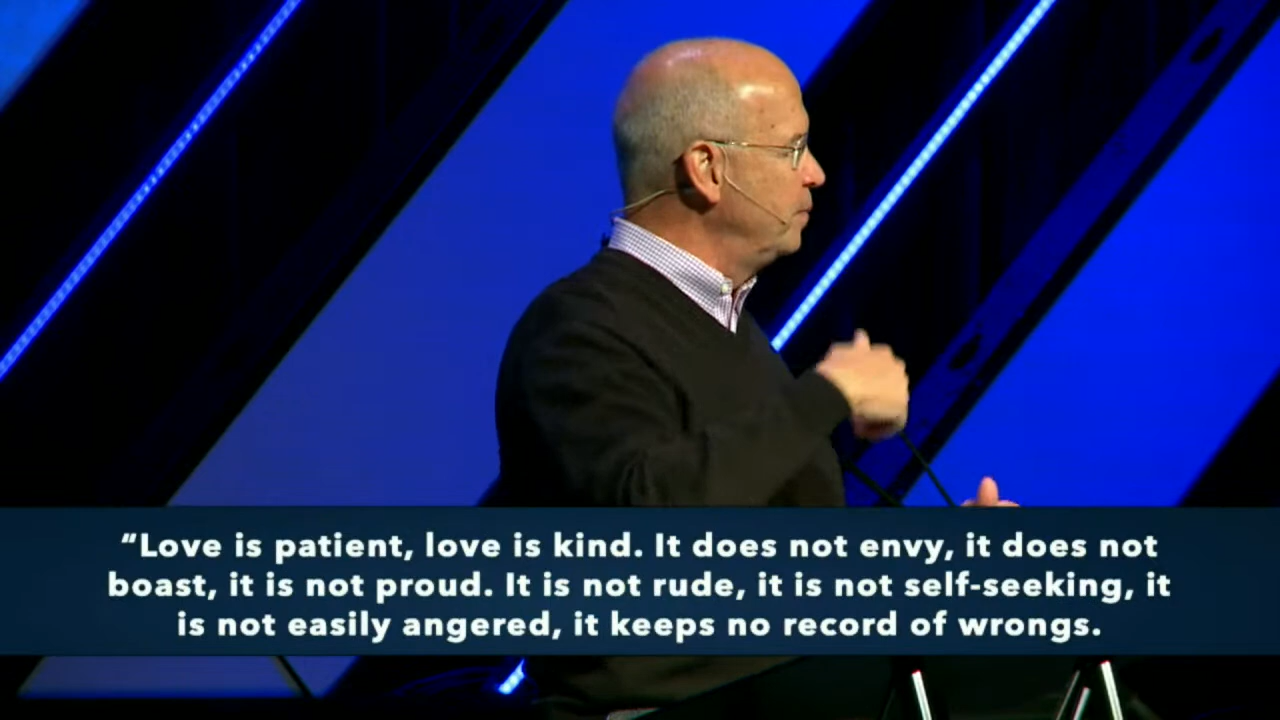 “Love is patient, love is kind. It does not envy, it does not
boast, it is not proud. It is not rude, it is not self-seeking, it
is not easily angered, it keeps no record of wrongs.